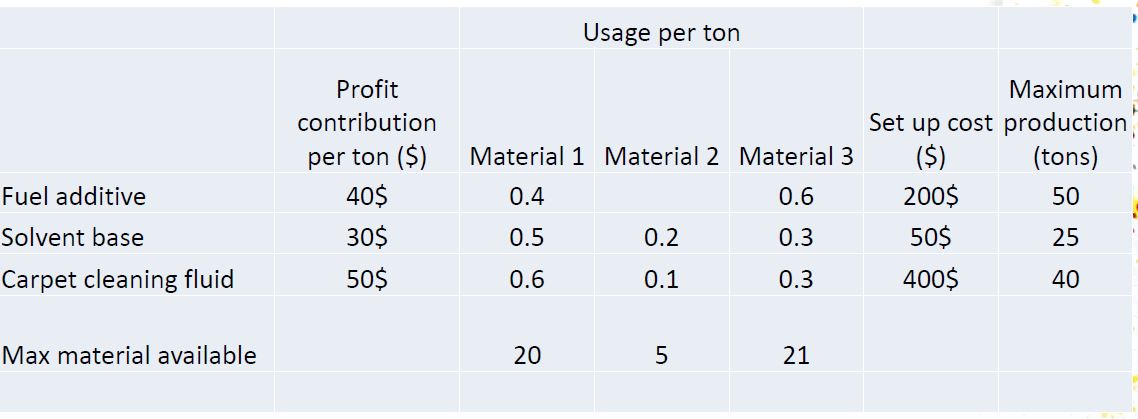 Usage per ton
Profit contribution per ton ($) Material 1 Material 2 Material 3 Set up cost ($) Maximum production (tons)
Fuel additive 40$ 0.4 0.6 200$ 50
Solvent base 30$ 0.5 0.2 0.3 50$ 25
Carpet cleaning fluid 50$ 0.6 0.1 0.3 400$ 40
Max material available 20 5 21